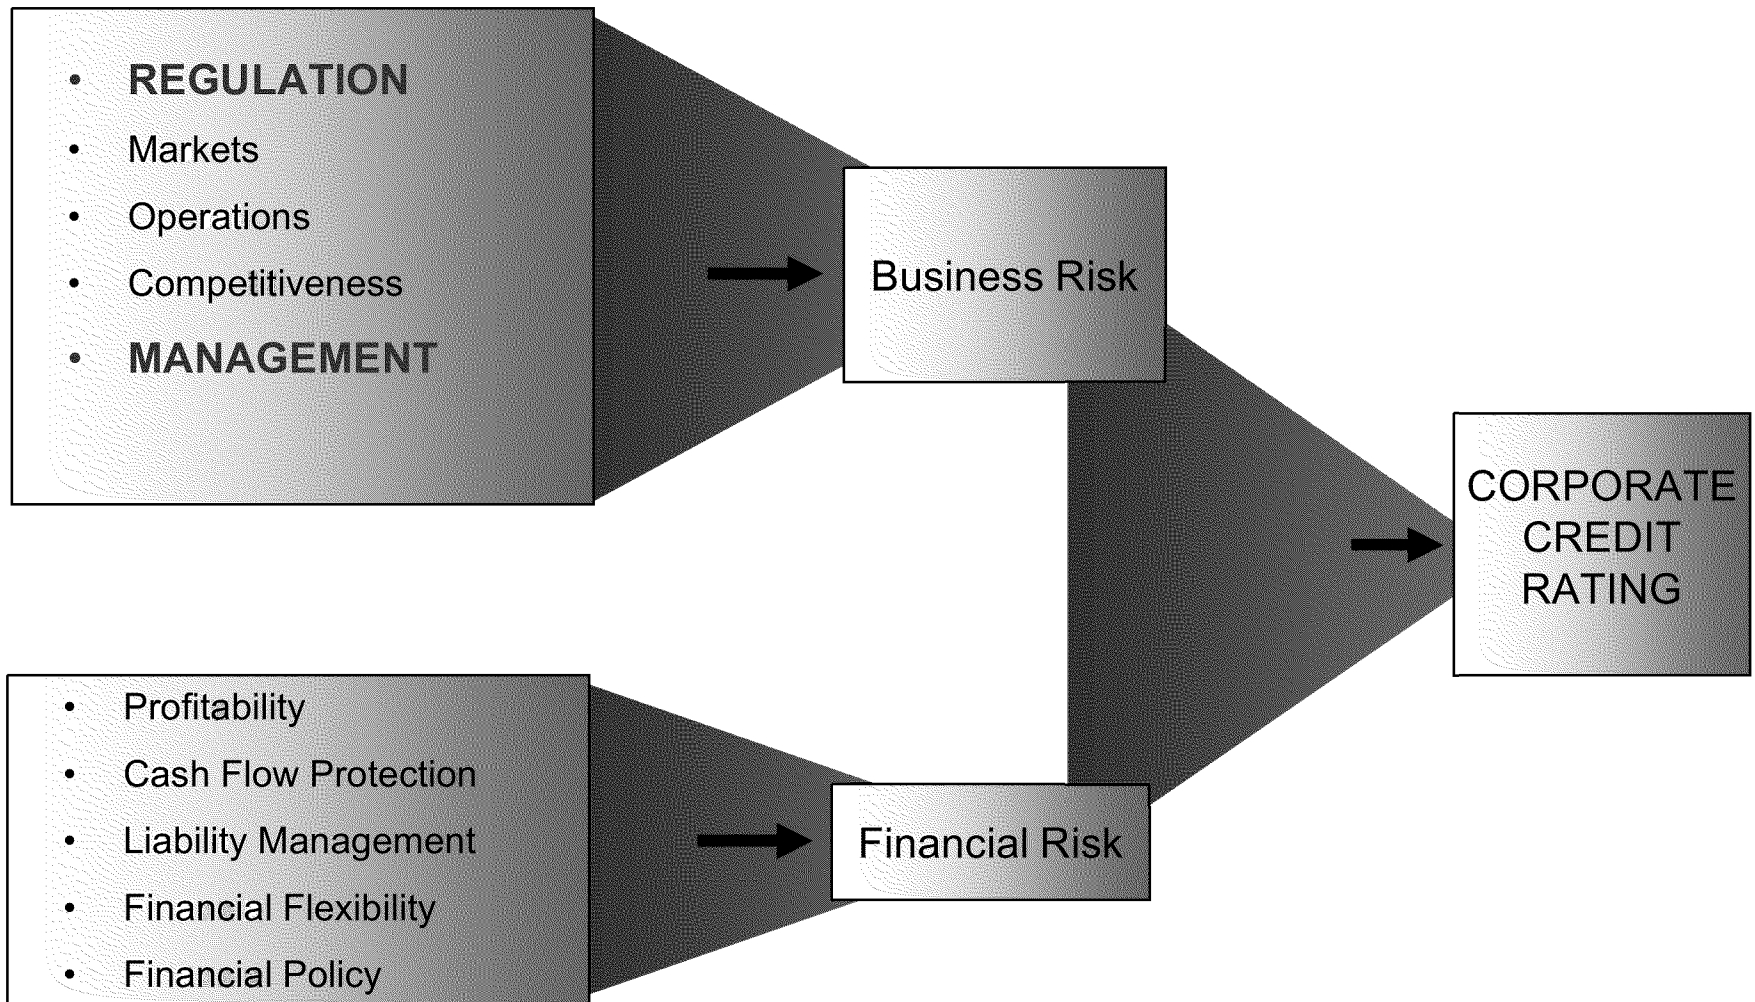 • REGULATION
• Markets
• Operations
• Competitiveness
• MANAGEMENT
Business Risk
CORPORATE
CREDIT
RATING
• Profitability
• Cash Flow Protection
• Liability Management
• Financial Flexibility
• Financial Policy
Financial Risk